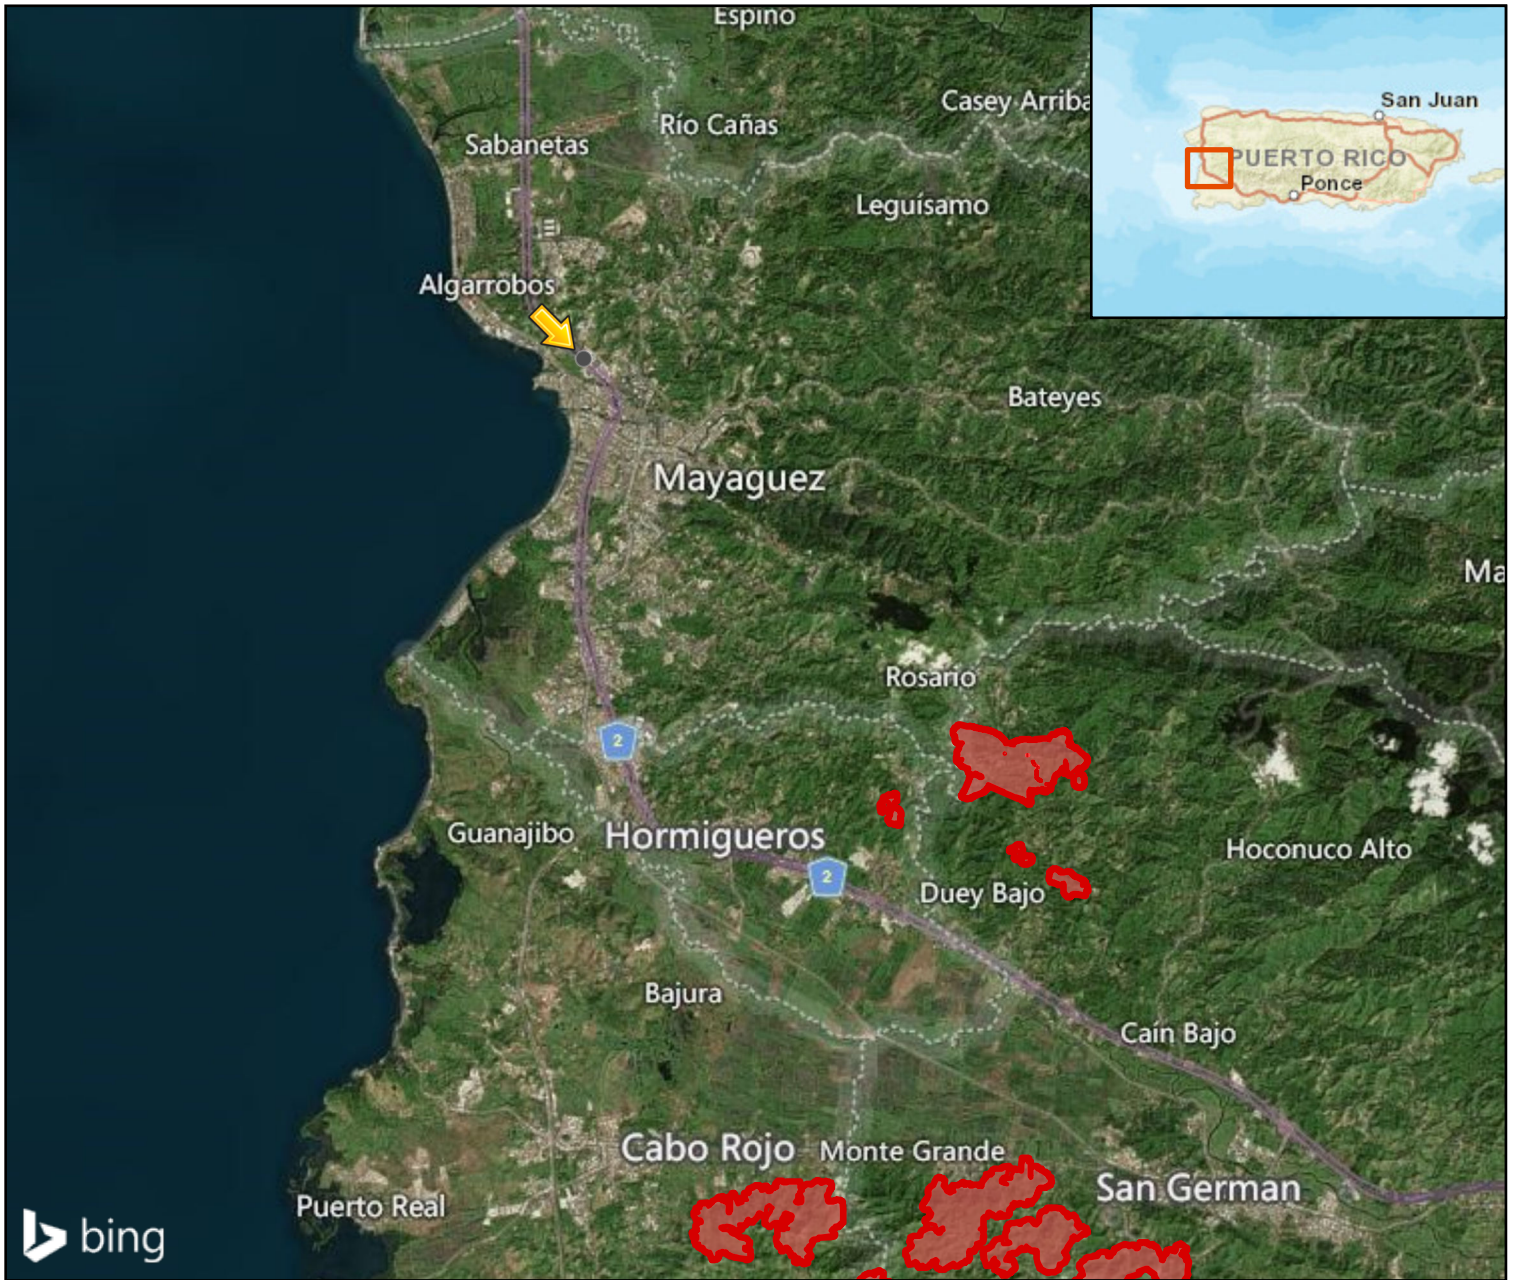 Espino
San Juan
PUERTO RICO
Ponce
Casey Arriba
Río Cañas
Sabanetas
Leguísamo
Algarrobos
Bateyes
Mayaguez
Ma
Rosario
2
Guanajibo
Hormigueros
Hoconuco Alto
2
Duey Bajo
Bajura
Cain Bajo
Cabo Rojo
Monte Grande
San German
Puerto Real
bing